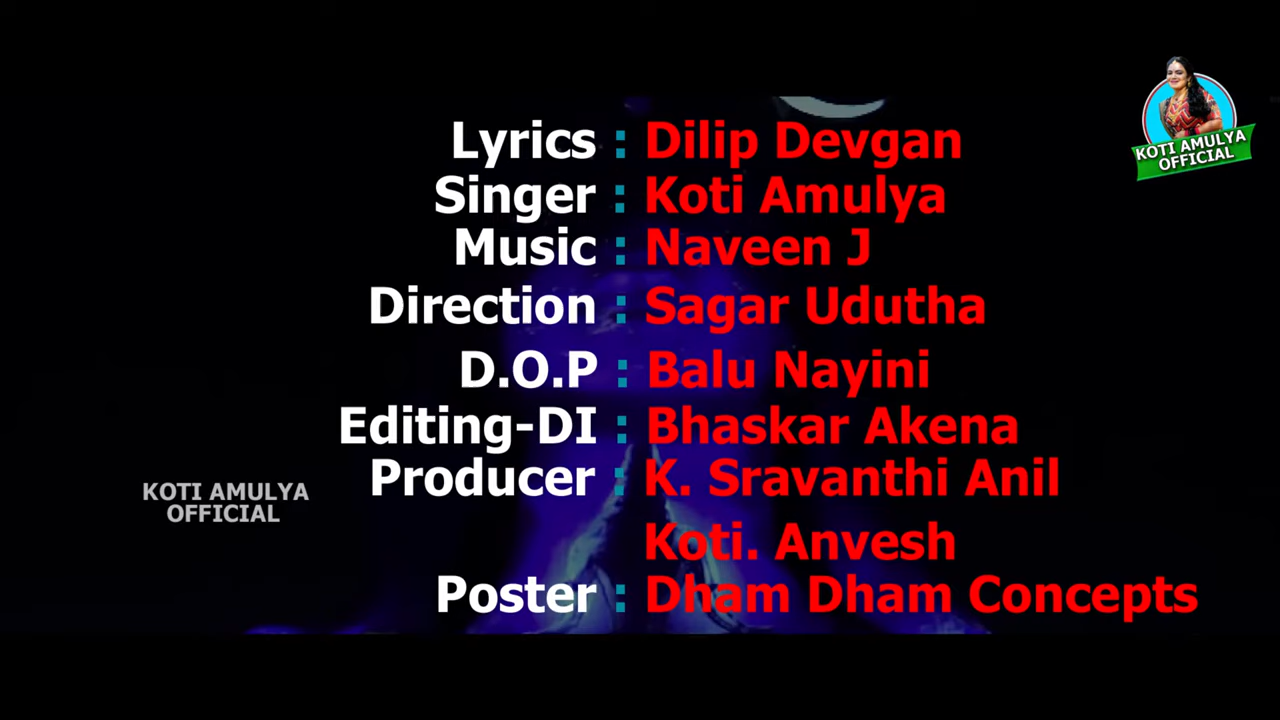 KOTI AMULYA
OFFICIAL
Lyrics : Dilip Devgan
Singer : Koti Amulya
Music : Naveen J
Direction : Sagar Udutha
D.O.P : Balu Nayini
Editing-DI : Bhaskar Akena
Producer : K. Sravanthi Anil
Koti. Anvesh
Poster : Dham Dham Concepts
KOTI AMULYA
OFFICIAL